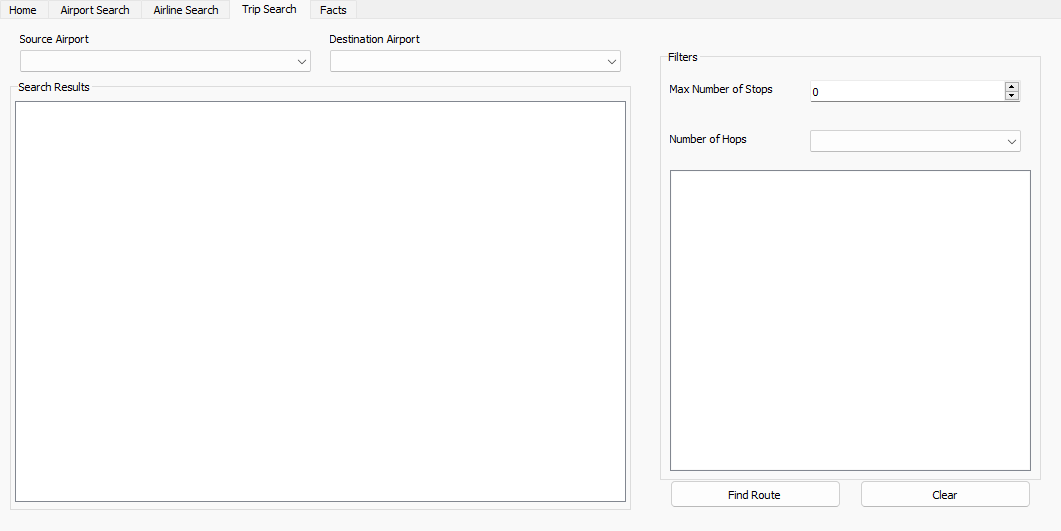 Home Airport Search Airline Search Trip Search Facts
Source Airport Destination Airport
Filters
Search Results
Max Number of Stops 0
Number of Hops
Find Route Clear